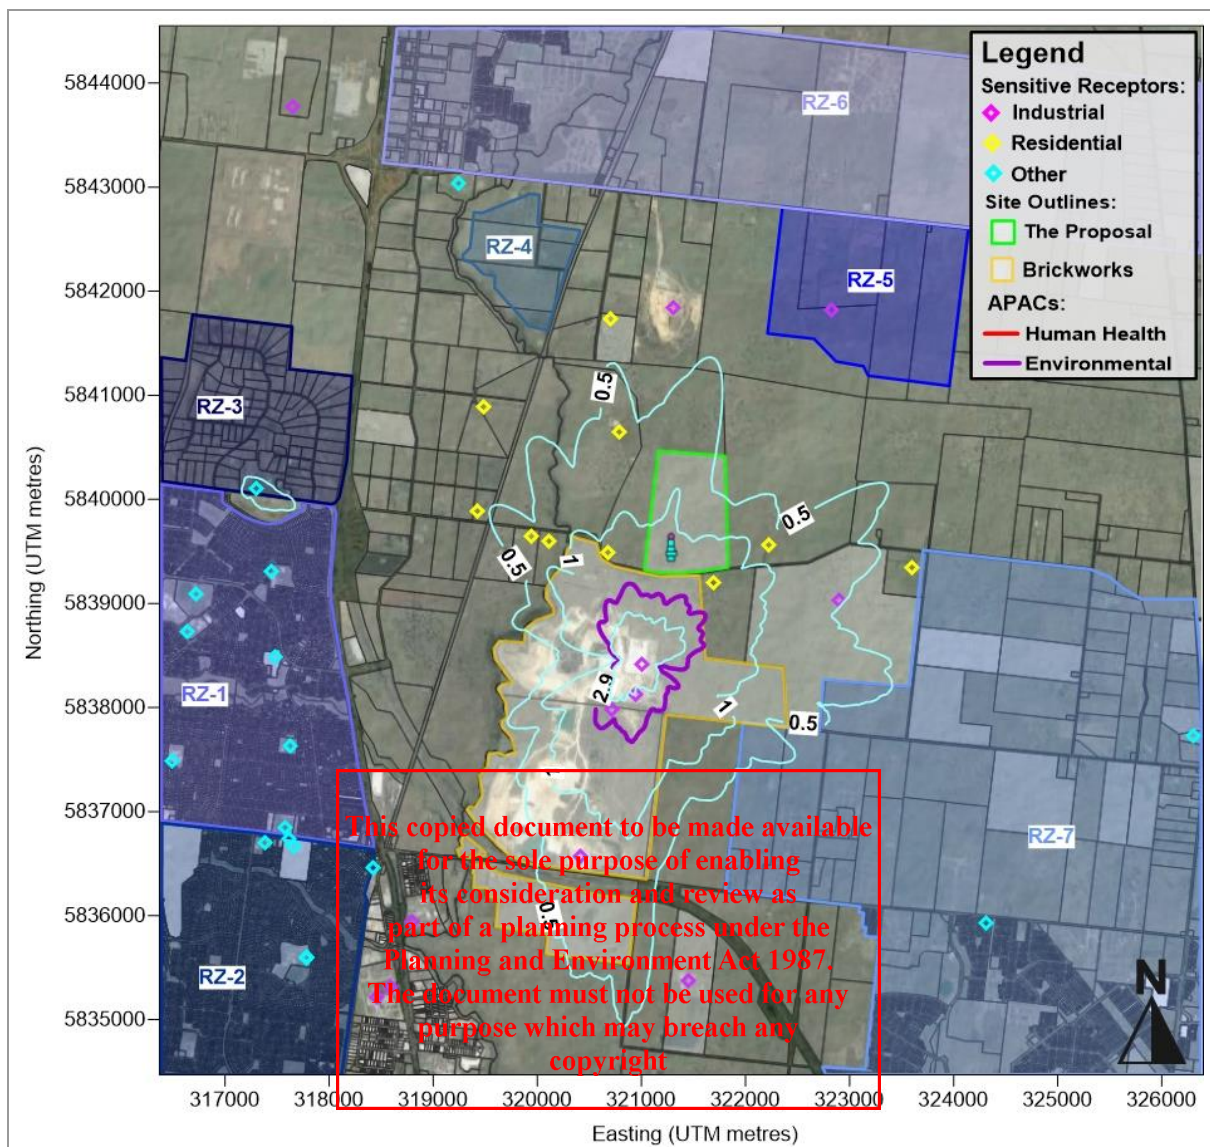 Legend
Sensitive Receptors:
Industrial
Residential
Other
Site Outlines:
The Proposal
Brickworks
APACs:
Human Health
Environmental
5844000
5843000
5842000
5841000
5840000
5839000
5838000
5837000
5836000
5835000
Northing (UTM metres)
RZ-6
RZ-4
RZ-5
RZ-3
RZ-1
RZ-7
RZ-2
0.5
0.5
0.5
1
2.9
1
0.5
1
0.5
This copied document to be made available
for the sole purpose of enabling
its consideration and review as
part of a planning process under the
Planning and Environment Act 1987.
The document must not be used for any
purpose which may breach any
copyright
N
317000
318000
319000
320000
321000
322000
323000
324000
325000
326000
Easting (UTM metres)